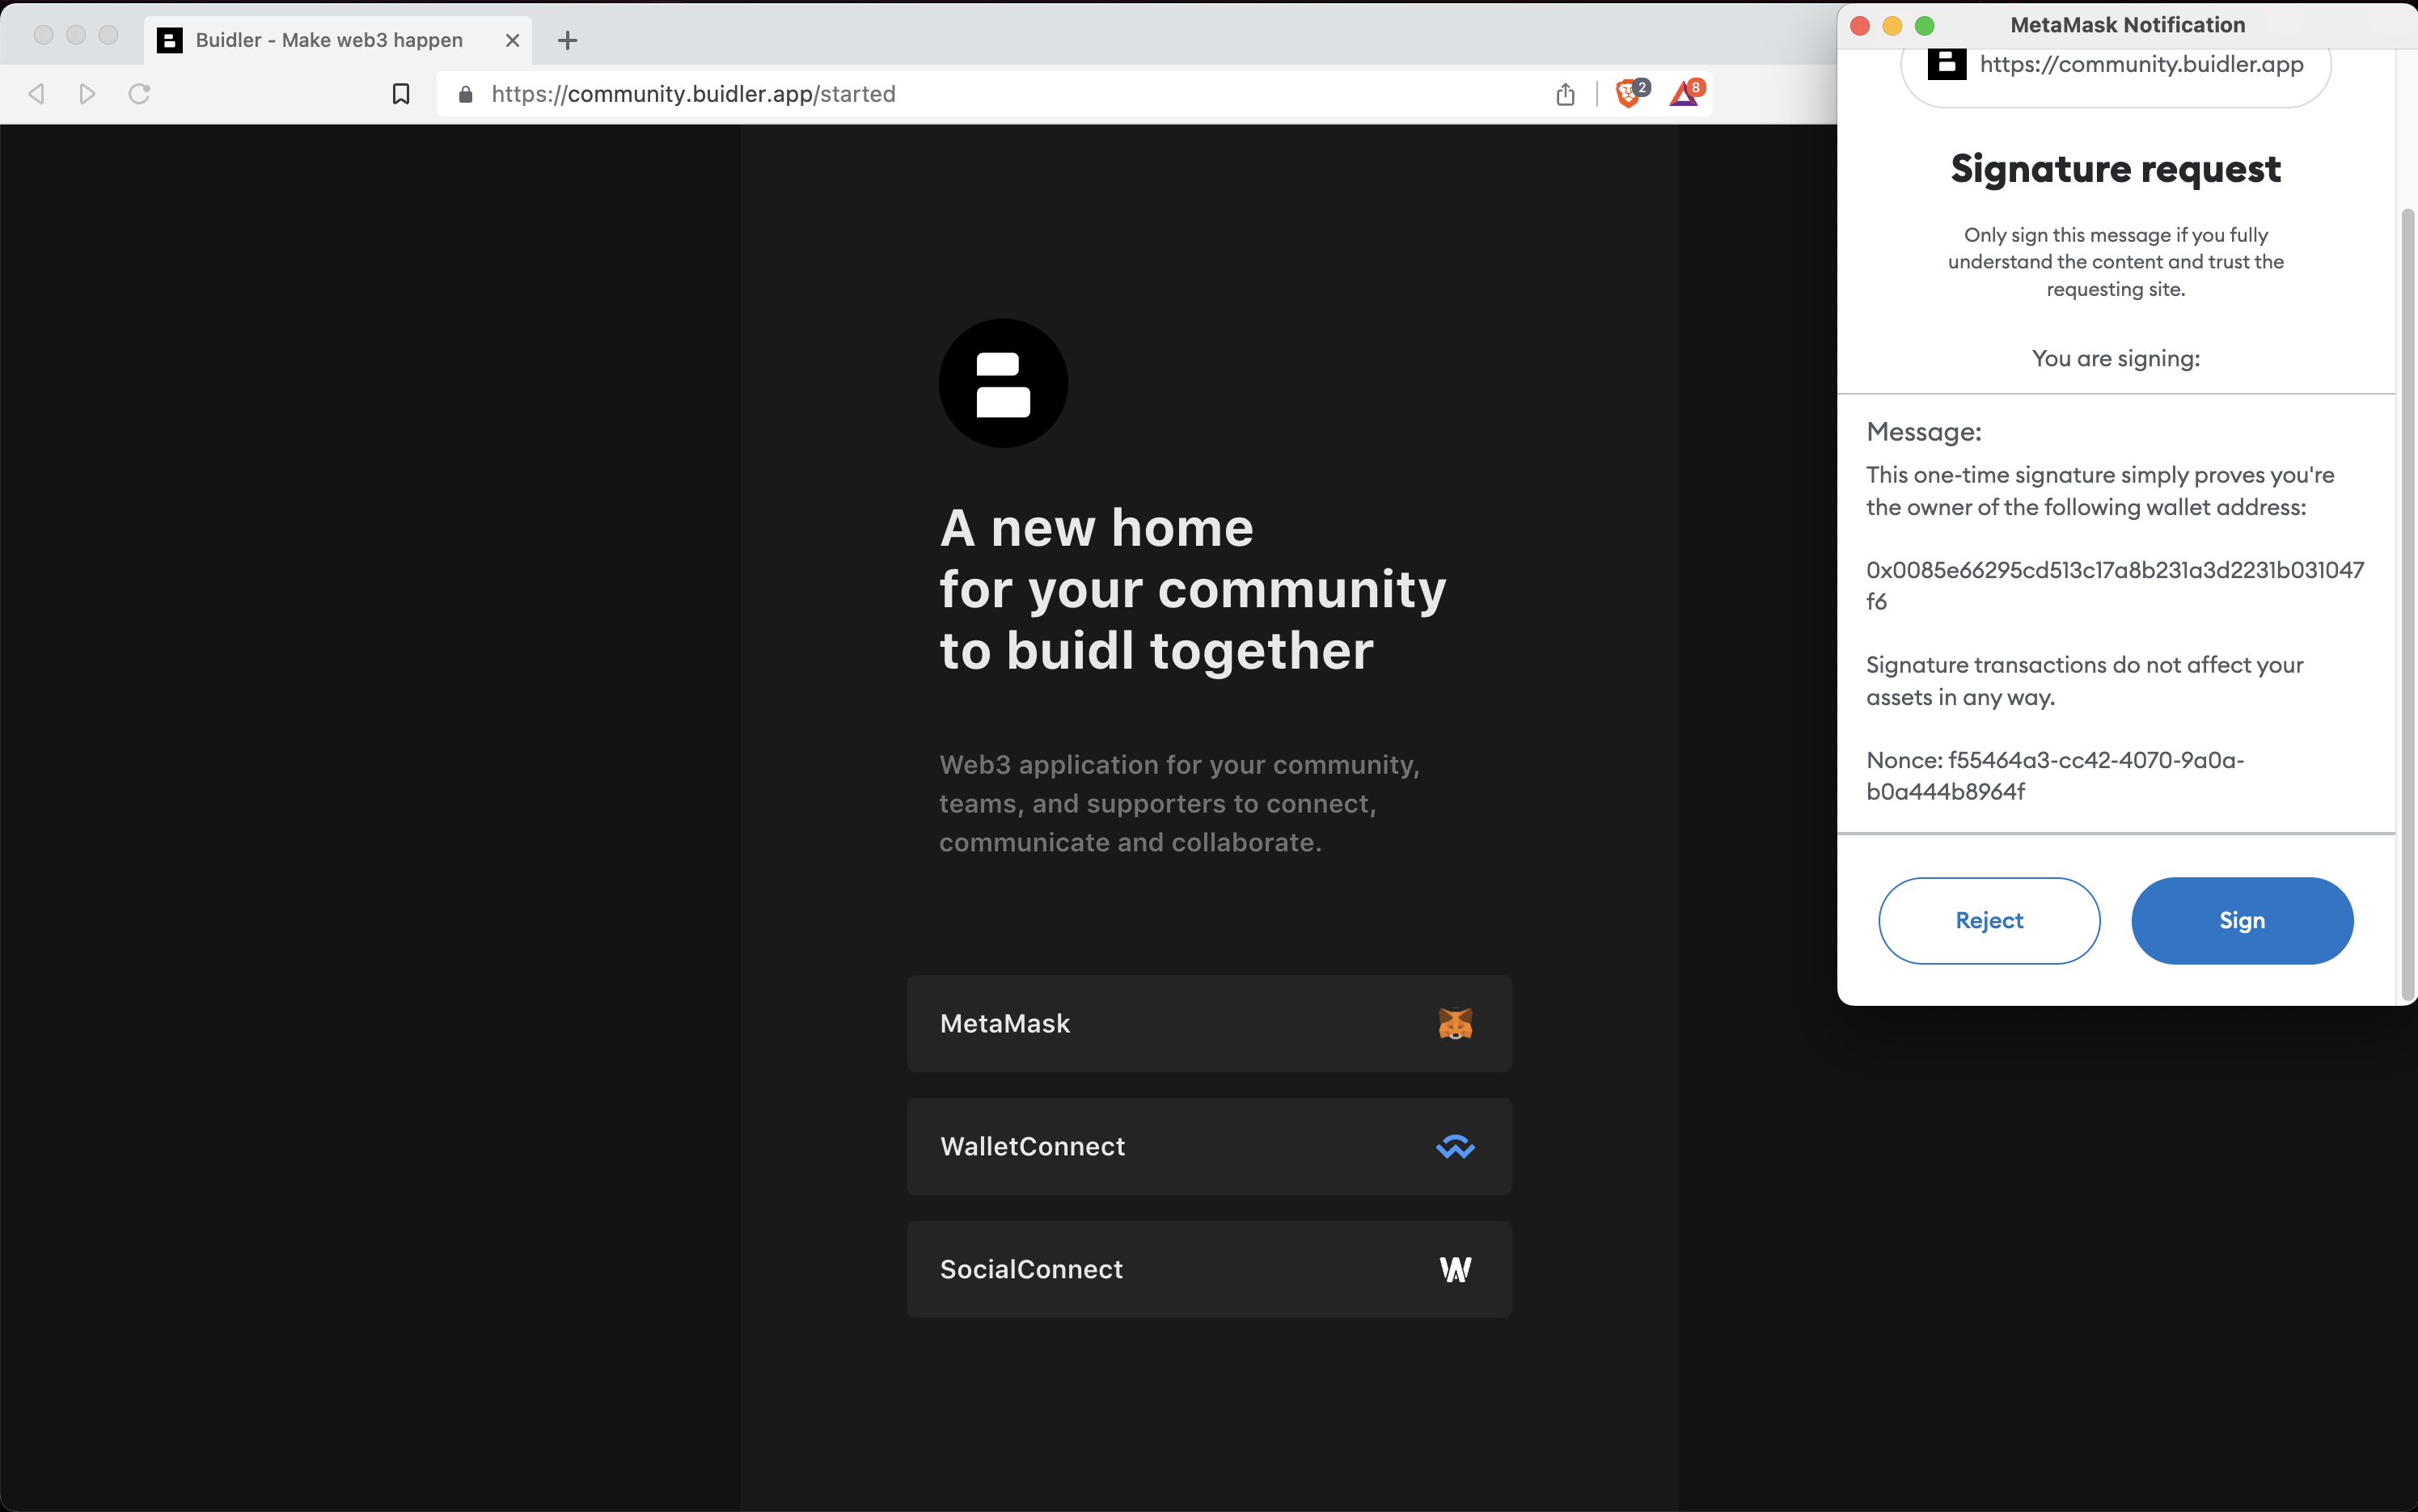 Buidler - Make web3 happen
https://community.buidler.app/started
2
8
A new home
for your community
to buidl together
Web3 application for your community,
teams, and supporters to connect,
communicate and collaborate.
MetaMask
WalletConnect
SocialConnect
MetaMask Notification
https://community.buidler.app
Signature request
Only sign this message if you fully
understand the content and trust the
requesting site.
You are signing:
Message:
This one-time signature simply proves you're
the owner of the following wallet address:
0x0085e66295cd513c17a8b231a3d2231b031047
f6
Signature transactions do not affect your
assets in any way.
Nonce: f55464a3-cc42-4070-9a0a-
b0a444b8964f
Reject
Sign